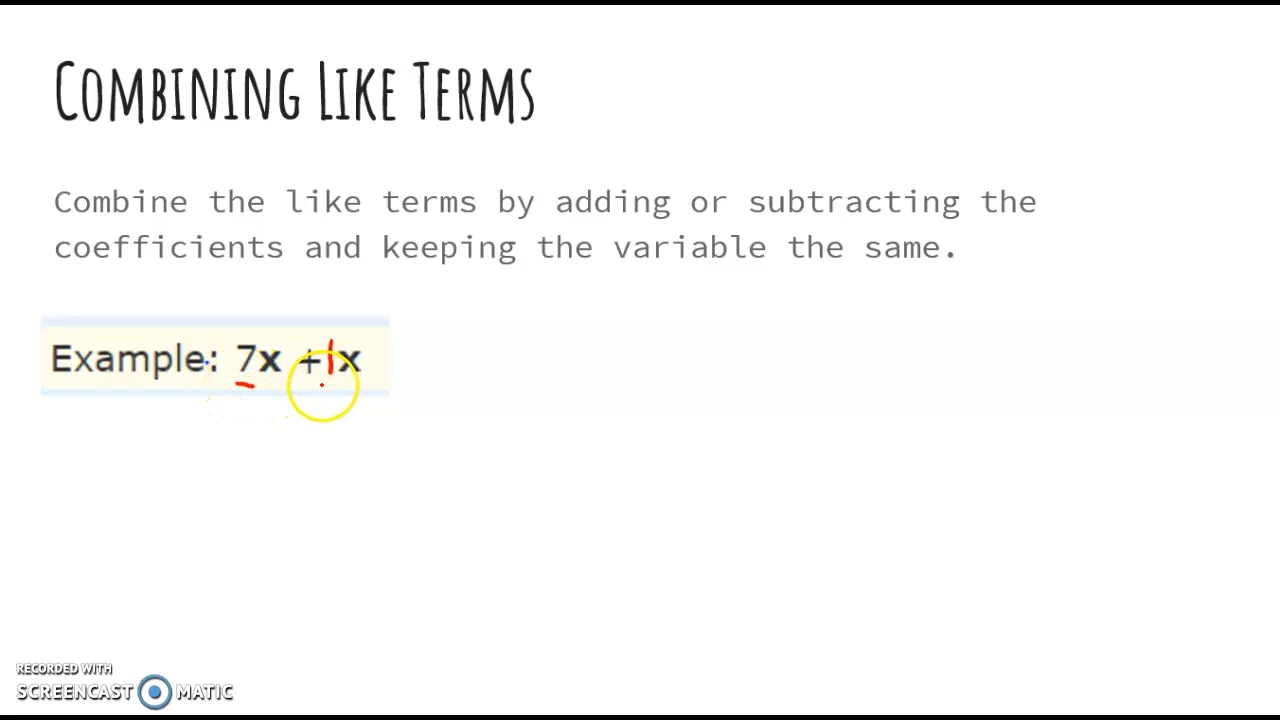 COMBINING LIKE TERMS
Combine the like terms by adding or subtracting the
coefficients and keeping the variable the same.
Example: 7x +1x
RECORDED WITH
SCREENCAST MATIC